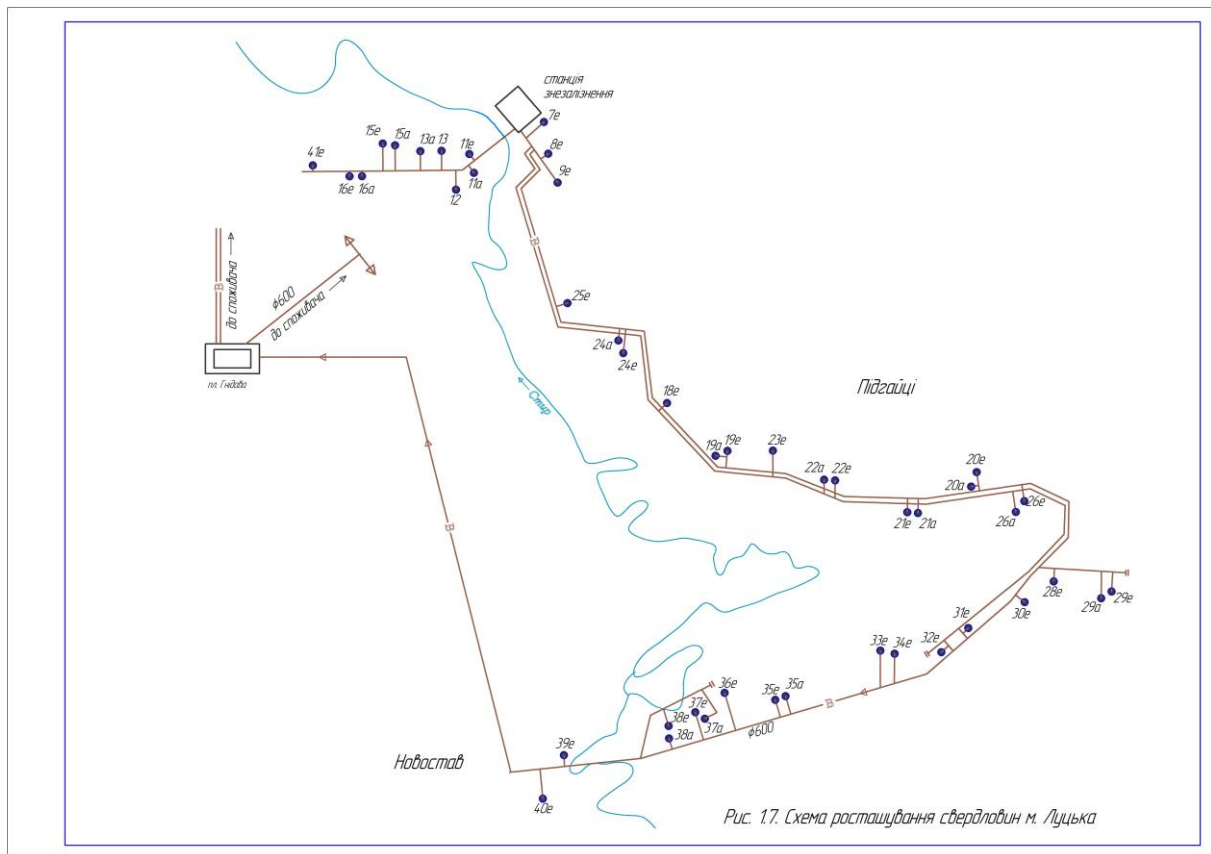 станція
знезалізнення
7е
8е
9е
15е
15а
13а
13
11е
11а
41е
16е
16а
12
В
до споживача
В
ф600
до споживача
пл. Гнідава
25е
24а
24е
Стир
18е
Підгайці
19а
19е
23е
22а
22е
20е
20а
21е
21а
26е
26а
В
28е
29а
29е
30е
31е
32е
33е
34е
36е
35е
35а
37е
37а
38е
38а
ф600
В
39е
Новостав
40е
Рис. 1.7. Схема росташування свердловин м. Луцька